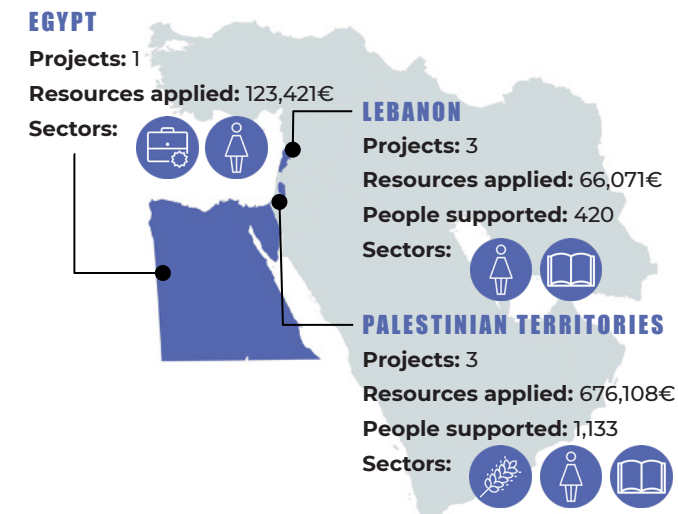 EGYPT
Projects: 1
Resources applied: 123,421€
Sectors:
LEBANON
Projects: 3
Resources applied: 66,071€
People supported: 420
Sectors:
PALESTINIAN TERRITORIES
Projects: 3
Resources applied: 676,108€
People supported: 1,133
Sectors: